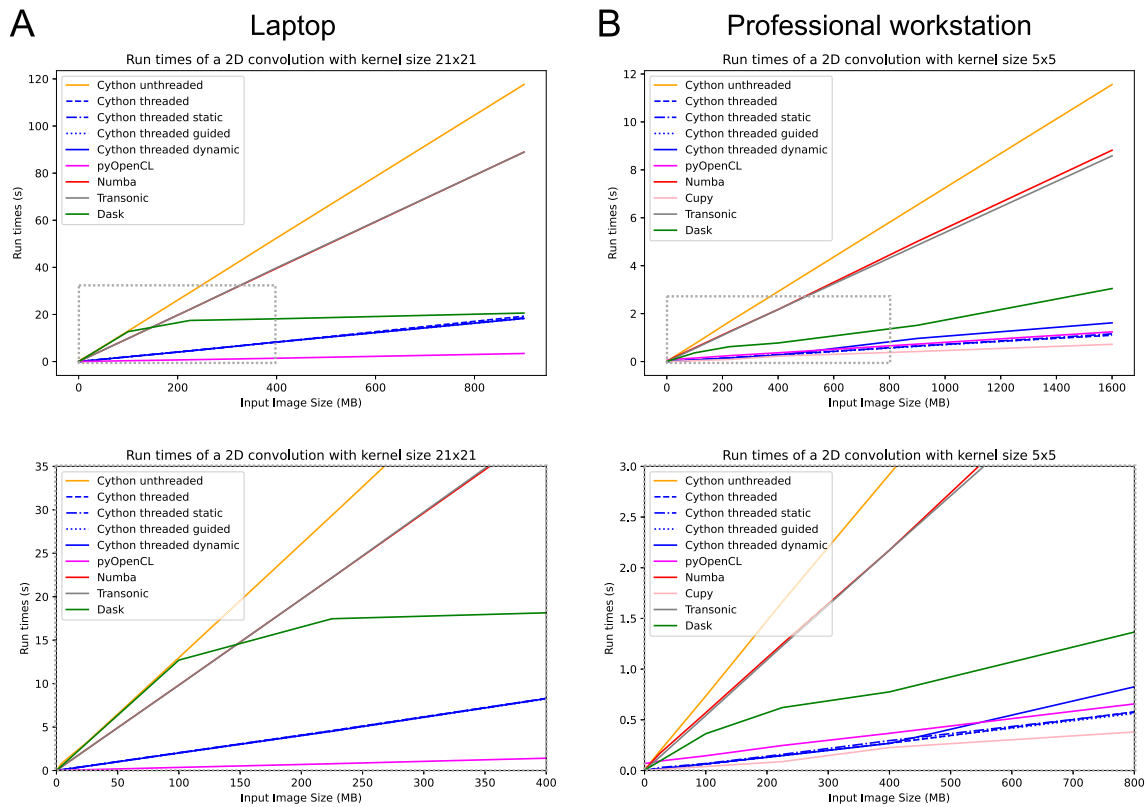 A
Laptop
B
Professional workstation
Run times of a 2D convolution with kernel size 21x21
120
100
80
60
40
20
0
Run times (s)
Cython unthreaded
Cython threaded
Cython threaded static
Cython threaded guided
Cython threaded dynamic
pyOpenCL
Numba
Transonic
Dask
0 200 400 600 800
Input Image Size (MB)
Run times of a 2D convolution with kernel size 5x5
12
10
8
6
4
2
0
Run times (s)
Cython unthreaded
Cython threaded
Cython threaded static
Cython threaded guided
Cython threaded dynamic
pyOpenCL
Numba
Cupy
Transonic
Dask
0 200 400 600 800 1000 1200 1400 1600
Input Image Size (MB)
Run times of a 2D convolution with kernel size 21x21
35
30
25
20
15
10
5
0
Run times (s)
Cython unthreaded
Cython threaded
Cython threaded static
Cython threaded guided
Cython threaded dynamic
pyOpenCL
Numba
Transonic
Dask
0 50 100 150 200 250 300 350 400
Input Image Size (MB)
Run times of a 2D convolution with kernel size 5x5
3.0
2.5
2.0
1.5
1.0
0.5
0.0
Run times (s)
Cython unthreaded
Cython threaded
Cython threaded static
Cython threaded guided
Cython threaded dynamic
pyOpenCL
Numba
Cupy
Transonic
Dask
0 100 200 300 400 500 600 700 800
Input Image Size (MB)